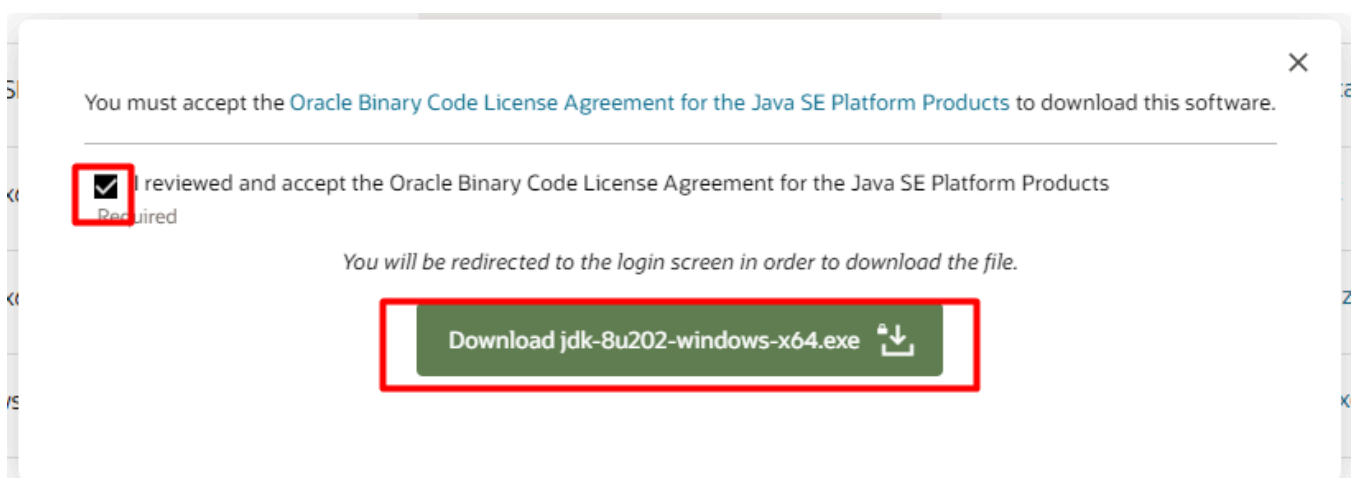 You must accept the Oracle Binary Code License Agreement for the Java SE Platform Products to download this software.
I reviewed and accept the Oracle Binary Code License Agreement for the Java SE Platform Products
Required
You will be redirected to the login screen in order to download the file.
Download jdk-8u202-windows-x64.exe